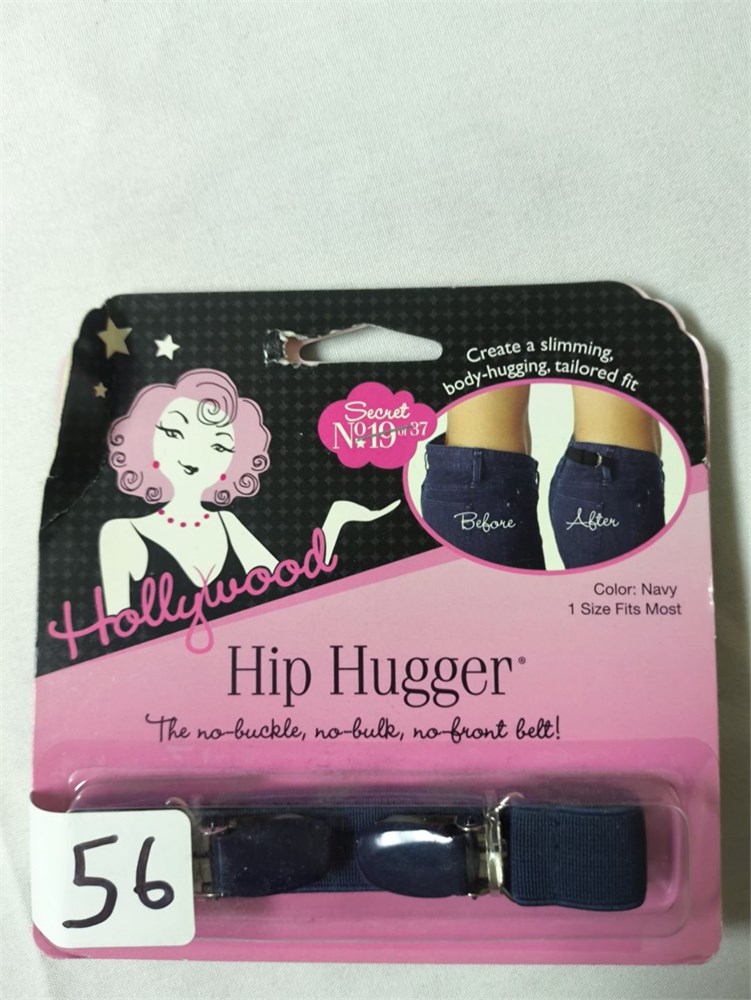 Create a slimming,
body-hugging, tailored fit
Secret
No 19 of 37
Before
After
Hollywood
Color: Navy
1 Size Fits Most
Hip Hugger®
The no-buckle, no-bulk, no-front belt!
56